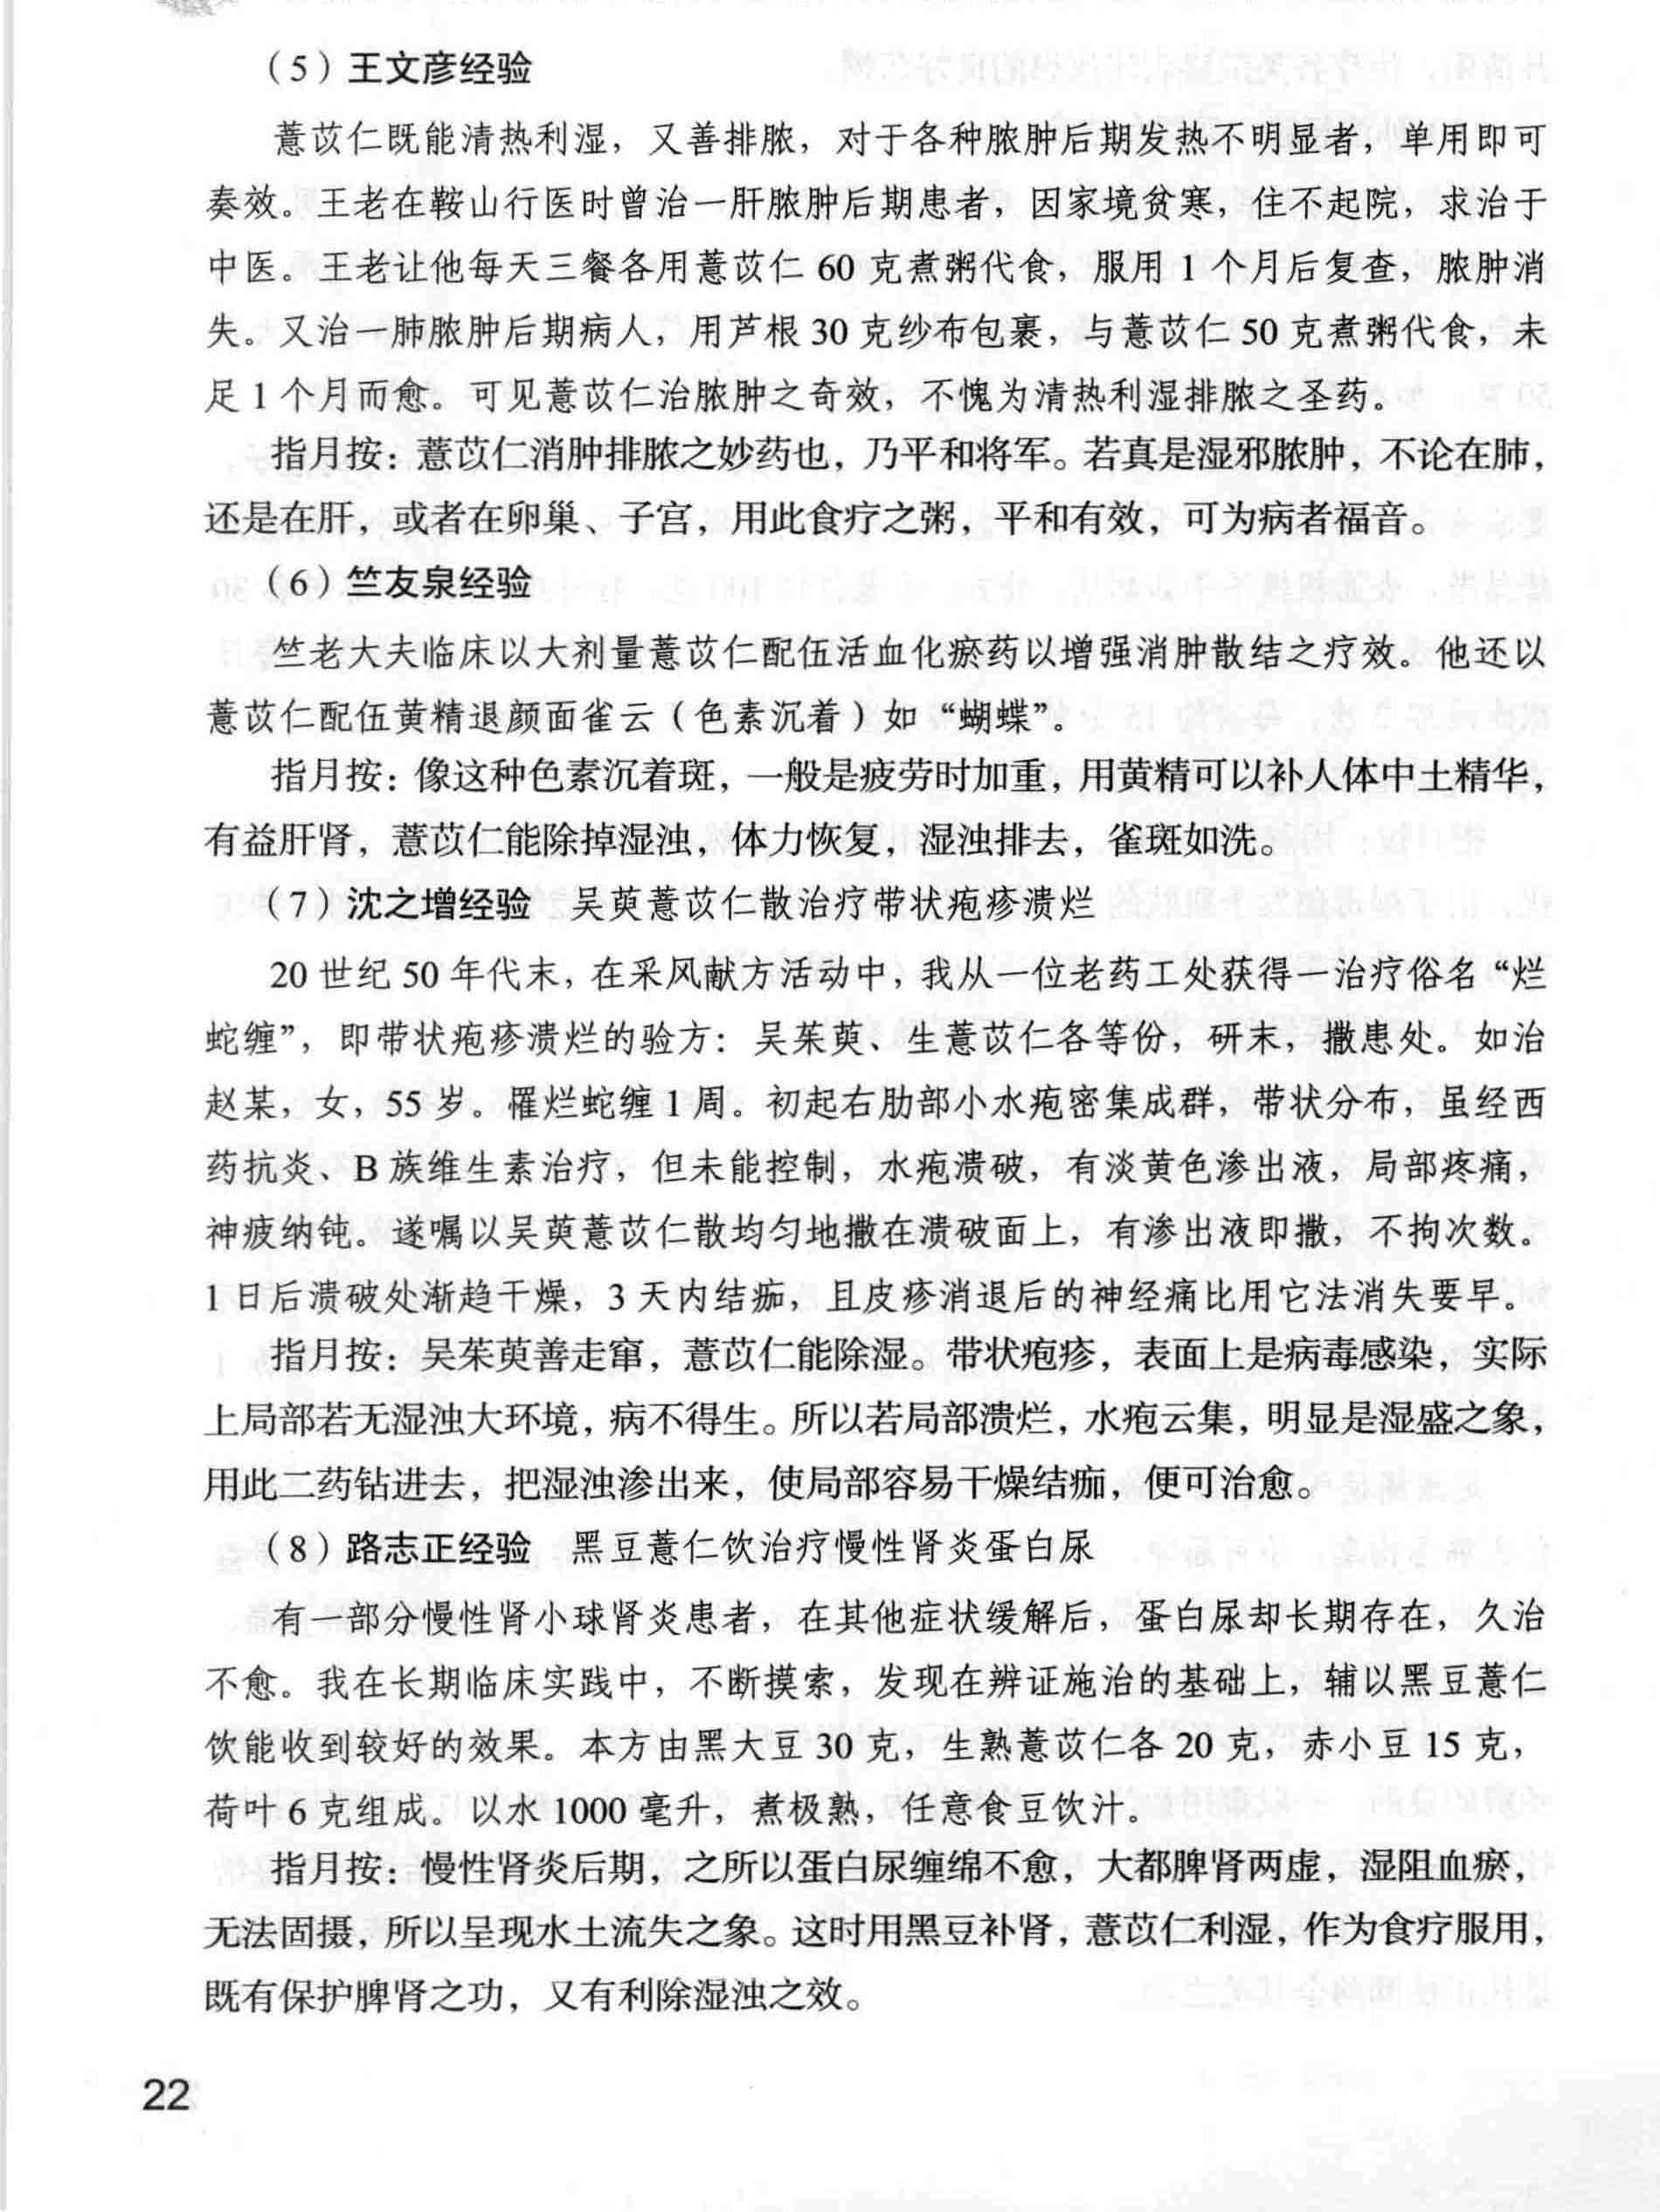 （5）王文彦经验
薏苡仁既能清热利湿，又善排脓，对于各种脓肿后期发热不明显者，单用即可
奏效。王老在鞍山行医时曾治一肝脓肿后期患者，因家境贫寒，住不起院，求治于
中医。王老让他每天三餐各用薏苡仁 60 克煮粥代食，服用 1 个月后复查，脓肿消
失。又治一肺脓肿后期病人，用芦根 30 克纱布包裹，与薏苡仁 50 克煮粥代食，未
足 1 个月而愈。可见薏苡仁治脓肿之奇效，不愧为清热利湿排脓之圣药。
指月按：薏苡仁消肿排脓之妙药也，乃平和将军。若真是湿邪脓肿，不论在肺，
还是在肝，或者在卵巢、子宫，用此食疗之粥，平和有效，可为病者福音。
（6）竺友泉经验
竺老大夫临床以大剂量薏苡仁配伍活血化瘀药以增强消肿散结之疗效。他还以
薏苡仁配伍黄精退颜面雀云（色素沉着）如“蝴蝶”。
指月按：像这种色素沉着斑，一般是疲劳时加重，用黄精可以补人体中土精华，
有益肝肾，薏苡仁能除掉湿浊，体力恢复，湿浊排去，雀斑如洗。
（7）沈之增经验　吴萸薏苡仁散治疗带状疱疹溃烂
20 世纪 50 年代末，在采风献方活动中，我从一位老药工处获得一治疗俗名“烂
蛇缠”，即带状疱疹溃烂的验方：吴茱萸、生薏苡仁各等份，研末，撒患处。如治
赵某，女，55 岁。罹烂蛇缠 1 周。初起右肋部小水疱密集成群，带状分布，虽经西
药抗炎、B 族维生素治疗，但未能控制，水疱溃破，有淡黄色渗出液，局部疼痛，
神疲纳钝。遂嘱以吴萸薏苡仁散均匀地撒在溃破面上，有渗出液即撒，不拘次数。
1 日后溃破处渐趋干燥，3 天内结痂，且皮疹消退后的神经痛比用它法消失要早。
指月按：吴茱萸善走窜，薏苡仁能除湿。带状疱疹，表面上是病毒感染，实际
上局部若无湿浊大环境，病不得生。所以若局部溃烂，水疱云集，明显是湿盛之象，
用此二药钻进去，把湿浊渗出来，使局部容易干燥结痂，便可治愈。
（8）路志正经验　黑豆薏仁饮治疗慢性肾炎蛋白尿
有一部分慢性肾小球肾炎患者，在其他症状缓解后，蛋白尿却长期存在，久治
不愈。我在长期临床实践中，不断摸索，发现在辨证施治的基础上，辅以黑豆薏仁
饮能收到较好的效果。本方由黑大豆 30 克，生熟薏苡仁各 20 克，赤小豆 15 克，
荷叶 6 克组成。以水 1000 毫升，煮极熟，任意食豆饮汁。
指月按：慢性肾炎后期，之所以蛋白尿缠绵不愈，大都脾肾两虚，湿阻血瘀，
无法固摄，所以呈现水土流失之象。这时用黑豆补肾，薏苡仁利湿，作为食疗服用，
既有保护脾肾之功，又有利除湿浊之效。
22